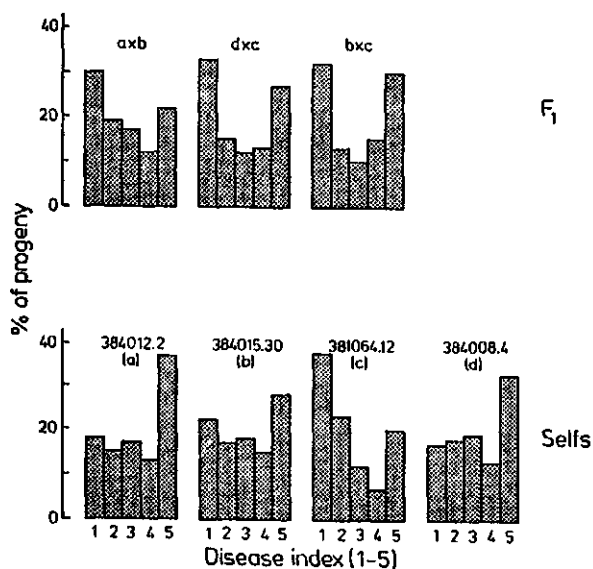 axb dxc bxc
F1
40
20
0
% of progeny
384012.2 384015.30 381064.12 384008.4
(a) (b) (c) (d)
40
20
0
Selfs
1 2 3 4 5 1 2 3 4 5 1 2 3 4 5 1 2 3 4 5
Disease index (1-5)